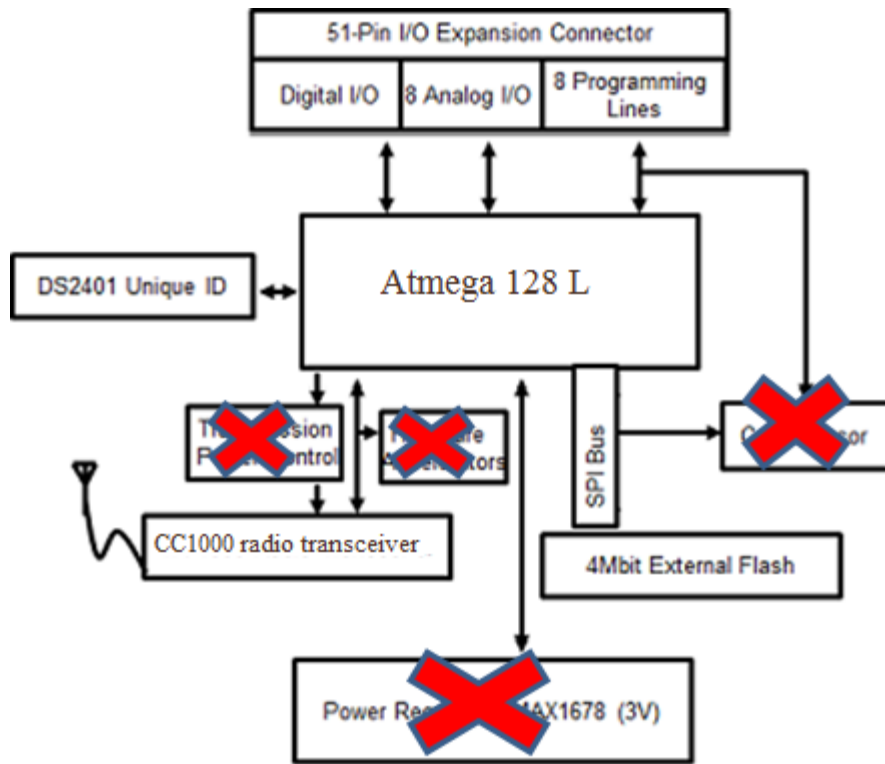 51-Pin I/O Expansion Connector
Digital I/O
8 Analog I/O
8 Programming
Lines
DS2401 Unique ID
Atmega 128 L
SPI Bus
CC1000 radio transceiver
4Mbit External Flash
Power
(3V)